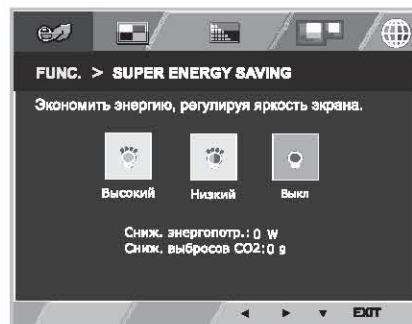 FUNC. > SUPER ENERGY SAVING
Экономить энергию, регулируя яркость экрана.
Высокий Низкий Выкл
Сниж. энергопотр.: 0 W
Сниж. выбросов CO2: 0 g
EXIT